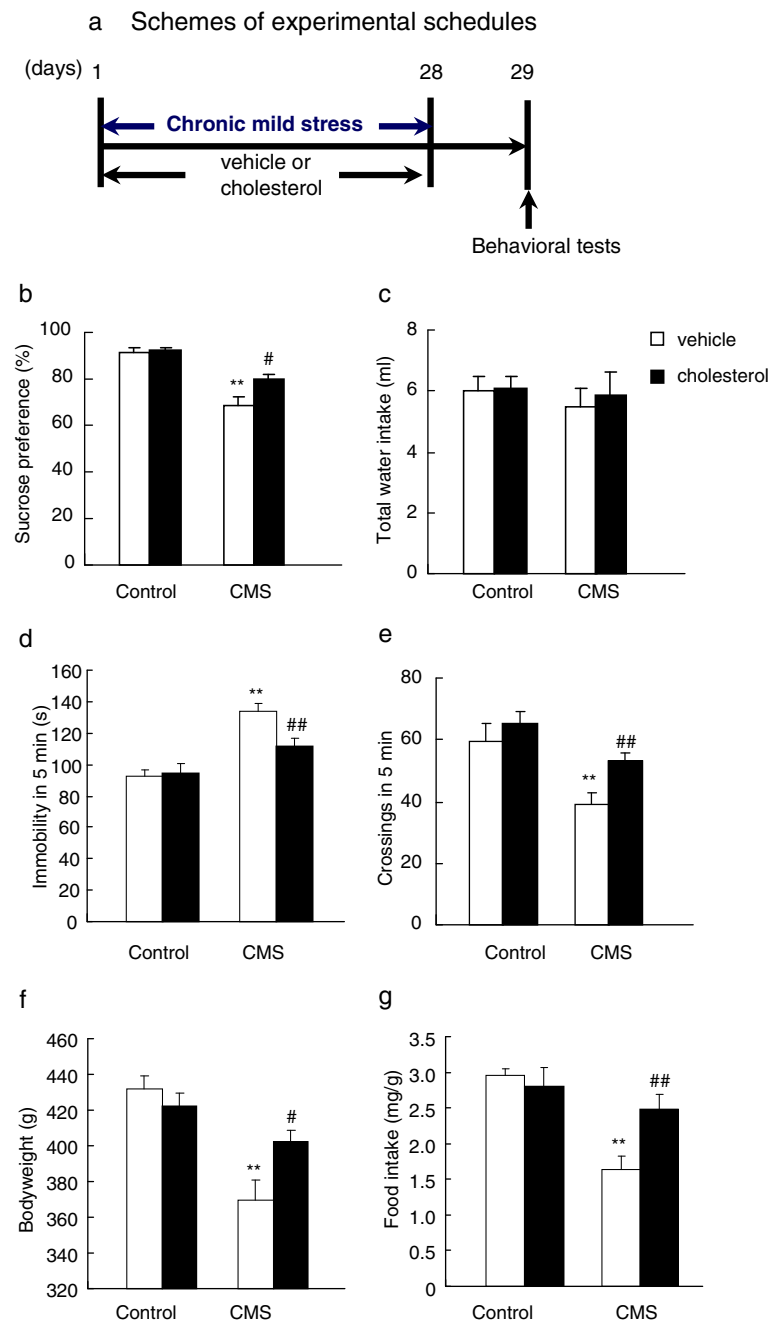 a Schemes of experimental schedules
(days) 1 28 29
Chronic mild stress
vehicle or
cholesterol
Behavioral tests
b
Sucrose preference (%)
100
80
60
40
20
0
**
#
Control CMS
c
Total water intake (ml)
8
6
4
2
0
Control CMS
vehicle
cholesterol
d
Immobility in 5 min (s)
160
140
120
100
80
60
40
20
0
**
##
Control CMS
e
Crossings in 5 min
80
60
40
20
0
**
##
Control CMS
f
Bodyweight (g)
460
440
420
400
380
360
340
320
**
#
Control CMS
g
Food intake (mg/g)
3.5
3.0
2.5
2.0
1.5
1.0
0.5
0
**
##
Control CMS